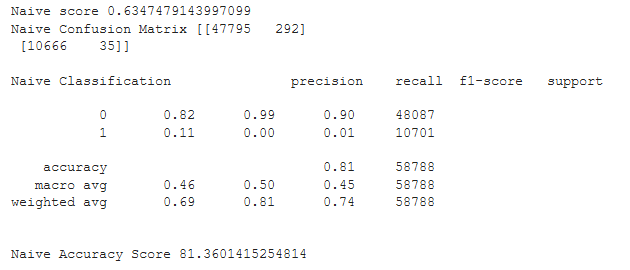 Naive score 0.6347479143997099
Naive Confusion Matrix [[47795   292]
 [10666    35]]
Naive Classification               precision    recall  f1-score   support
           0       0.82      0.99      0.90     48087
           1       0.11      0.00      0.01     10701
    accuracy                           0.81     58788
   macro avg       0.46      0.50      0.45     58788
weighted avg       0.69      0.81      0.74     58788
Naive Accuracy Score 81.3601415254814